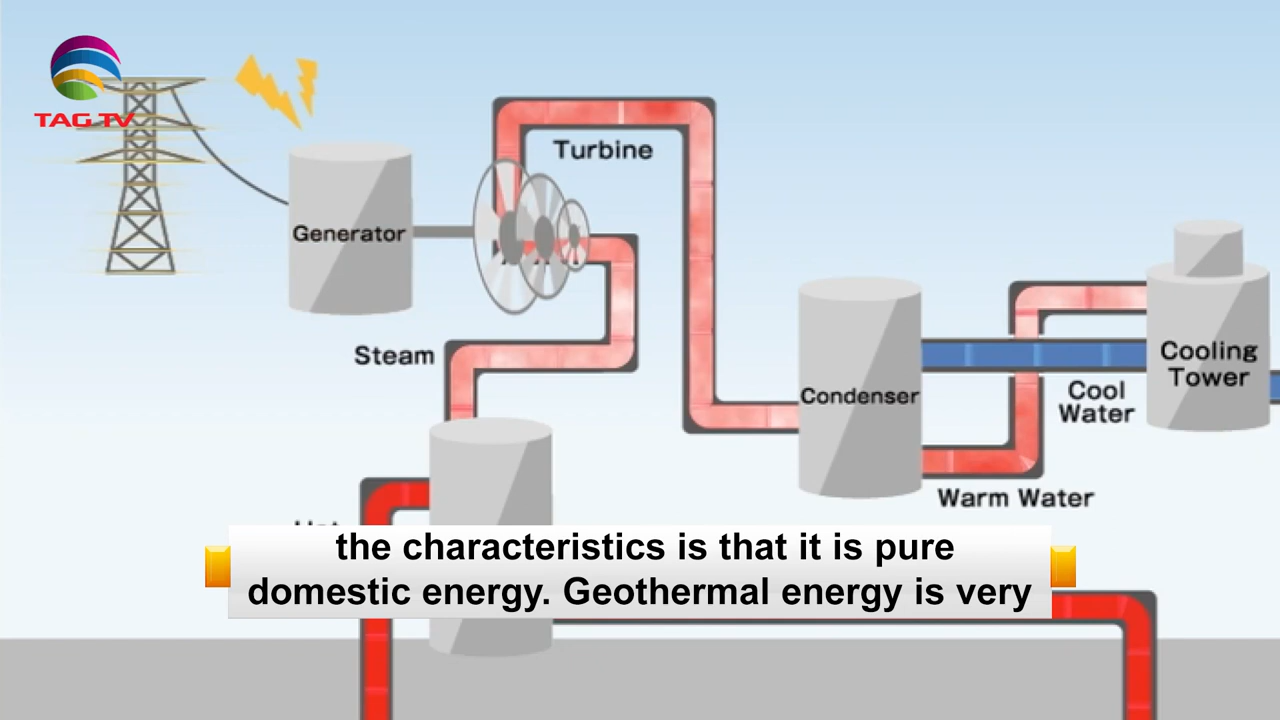 TAG TV
Turbine
Generator
Steam
Condenser
Cooling
Tower
Cool
Water
Warm Water
the characteristics is that it is pure
domestic energy. Geothermal energy is very